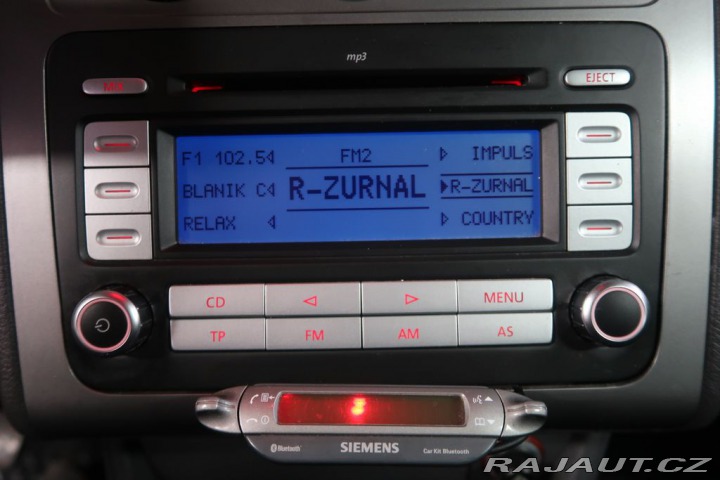 mp3
EJECT
F1 102.5
FM2
IMPULS
BLANIK C
R-ZURNAL
R-ZURNAL
RELAX
COUNTRY
CD
MENU
TP
FM
AM
AS
Bluetooth
SIEMENS
Car Kit Bluetooth
RAJAUT.CZ